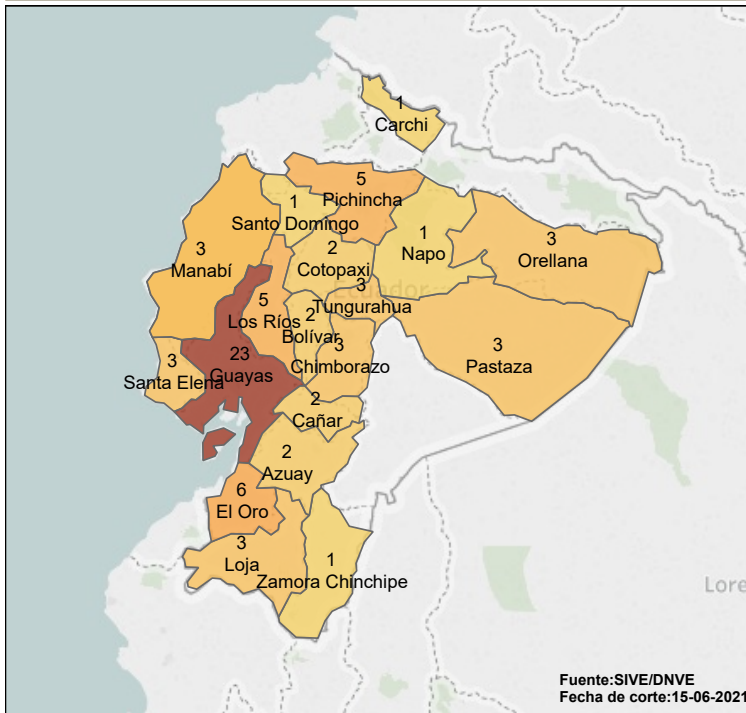 1
Carchi
5
Pichincha
1
Santo Domingo
1
Napo
3
Orellana
3
Manabí
2
Cotopaxi
3
Tungurahua
Ecuador
5
Los Ríos
2
Bolívar
3
Chimborazo
3
Pastaza
23
Guayas
3
Santa Elena
2
Cañar
2
Azuay
6
El Oro
3
Loja
1
Zamora Chinchipe
Lore
Fuente:SIVE/DNVE
Fecha de corte:15-06-2021